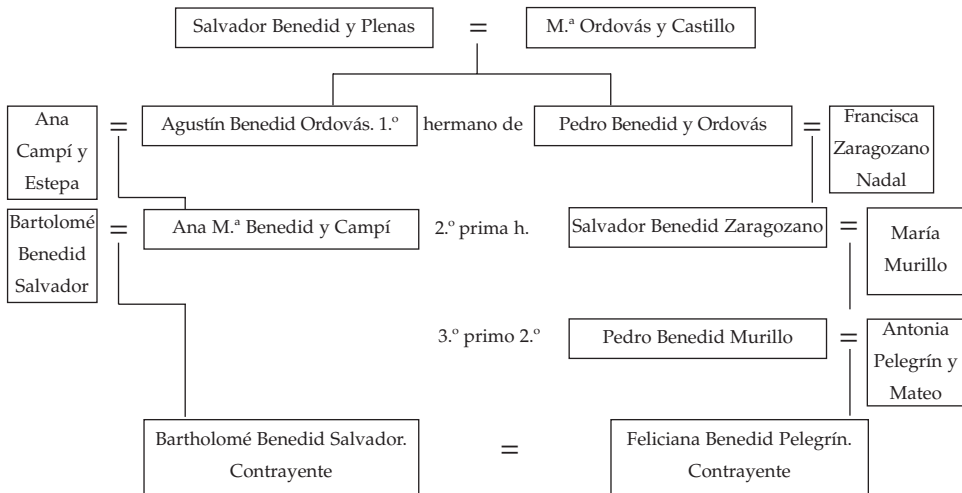 Salvador Benedid y Plenas = M.ª Ordovás y Castillo
Ana
Campí y
Estepa
= Agustín Benedid Ordovás. 1.º hermano de Pedro Benedid y Ordovás =
Francisca
Zaragozano
Nadal
Bartolomé
Benedid
Salvador
= Ana M.ª Benedid y Campí 2.º prima h. Salvador Benedid Zaragozano =
María
Murillo
3.º primo 2.º Pedro Benedid Murillo =
Antonia
Pelegrín y
Mateo
Bartholomé Benedid Salvador.
Contrayente
=
Feliciana Benedid Pelegrín.
Contrayente